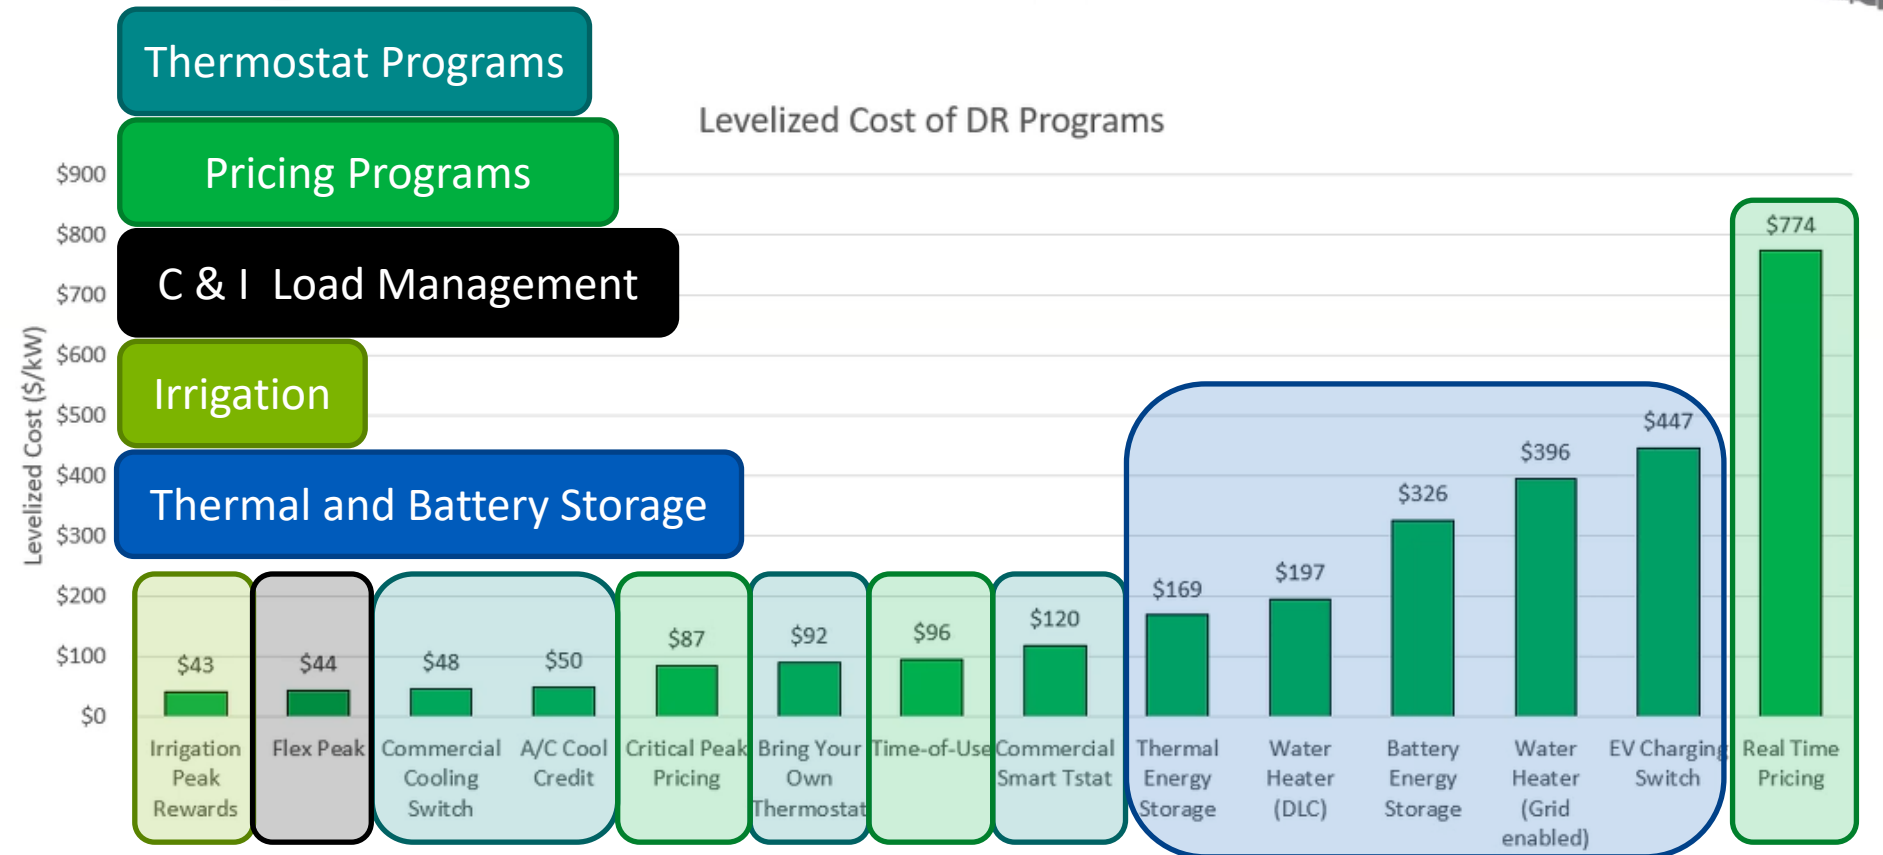 Thermostat Programs
Levelized Cost of DR Programs
Pricing Programs
C & I Load Management
Irrigation
Thermal and Battery Storage
Levelized Cost ($/kW)
$900
$800
$700
$600
$500
$400
$300
$200
$100
$0
$43
$44
$48
$50
$87
$92
$96
$120
$169
$197
$326
$396
$447
$774
Irrigation
Peak
Rewards
Flex Peak
Commercial
Cooling
Switch
A/C Cool
Credit
Critical Peak
Pricing
Bring Your
Own
Thermostat
Time-of-Use
Commercial
Smart Tstat
Thermal
Energy
Storage
Water
Heater
(DLC)
Battery
Energy
Storage
Water
Heater
(Grid
enabled)
EV Charging
Switch
Real Time
Pricing